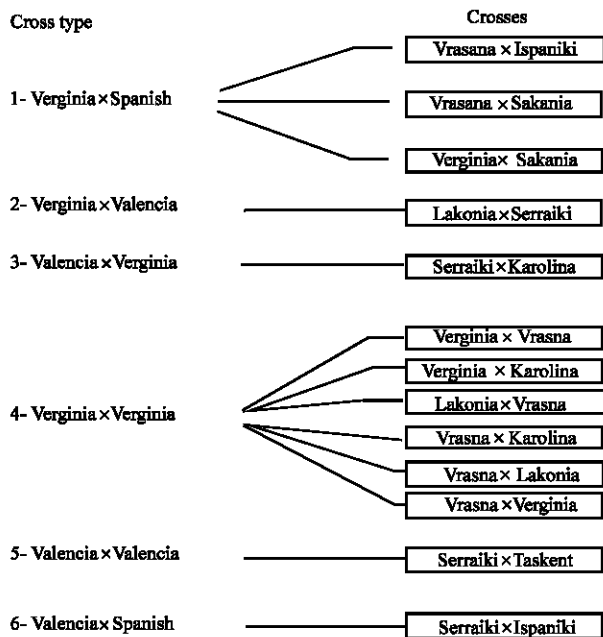 Cross type
Crosses
1- Verginia×Spanish
Vrasana×Ispaniki
Vrasana×Sakania
Verginia× Sakania
2- Verginia×Valencia
Lakonia×Serraiki
3- Valencia×Verginia
Serraiki×Karolina
4- Verginia×Verginia
Verginia × Vrasna
Verginia × Karolina
Lakonia×Vrasna
Vrasna×Karolina
Vrasna× Lakonia
Vrasna×Verginia
5- Valencia×Valencia
Serraiki×Taskent
6- Valencia×Spanish
Serraiki×Ispaniki